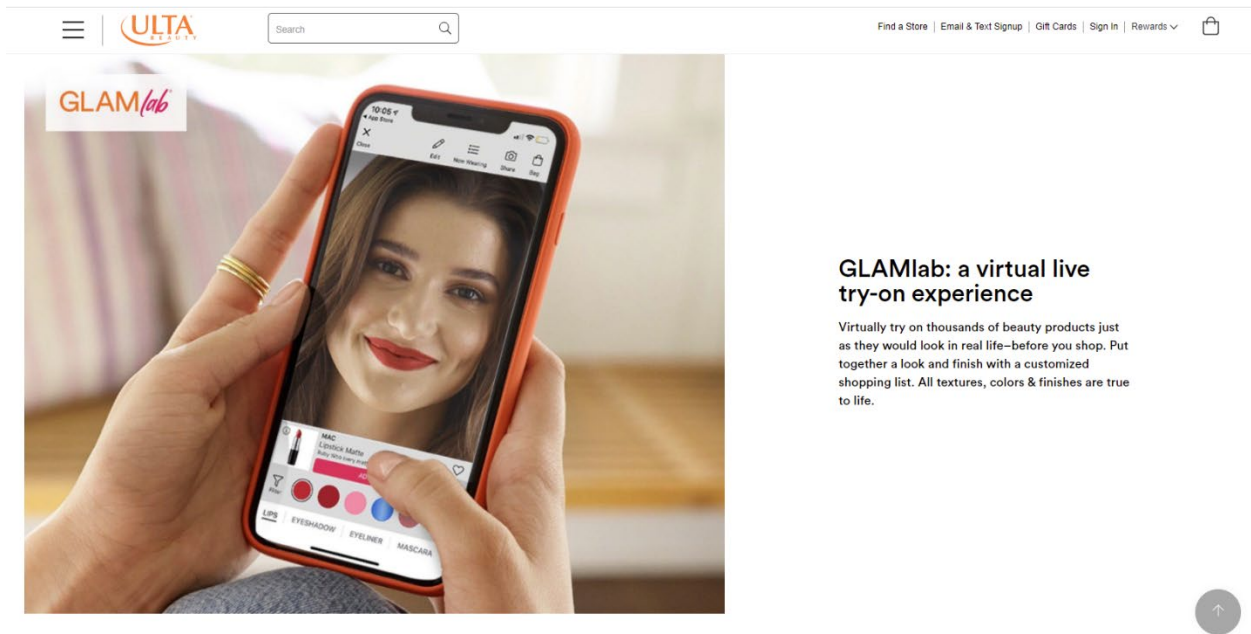 ULTA
BEAUTY
Search
Find a Store | Email & Text Signup | Gift Cards | Sign In | Rewards
GLAMlab
10:05
App Store
Close
Edit
Now Wearing
Share
Bag
GLAMlab: a virtual live
try-on experience
Virtually try on thousands of beauty products just
as they would look in real life–before you shop. Put
together a look and finish with a customized
shopping list. All textures, colors & finishes are true
to life.
MAC
Lipstick Matte
Filter
LIPS | EYESHADOW | EYELINER | MASCARA